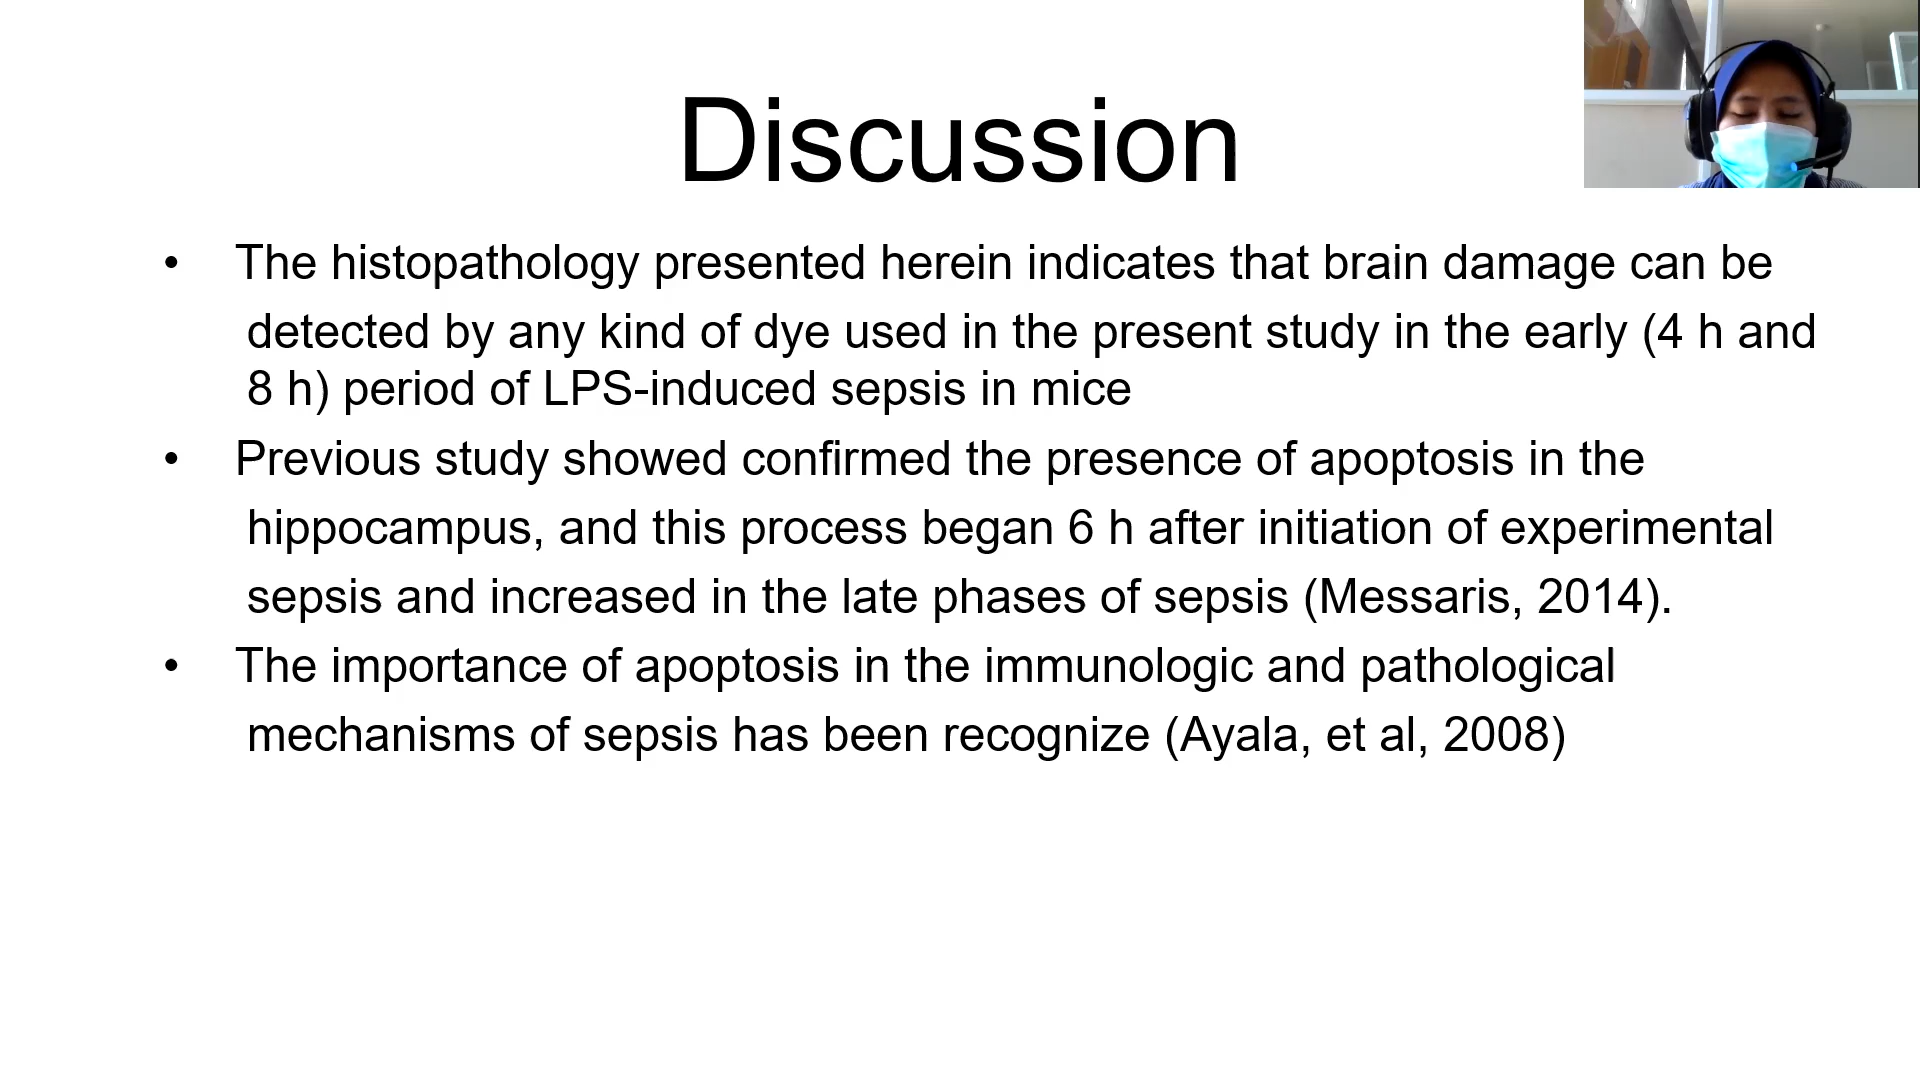 Discussion
• The histopathology presented herein indicates that brain damage can be
detected by any kind of dye used in the present study in the early (4 h and
8 h) period of LPS-induced sepsis in mice
• Previous study showed confirmed the presence of apoptosis in the
hippocampus, and this process began 6 h after initiation of experimental
sepsis and increased in the late phases of sepsis (Messaris, 2014).
• The importance of apoptosis in the immunologic and pathological
mechanisms of sepsis has been recognize (Ayala, et al, 2008)